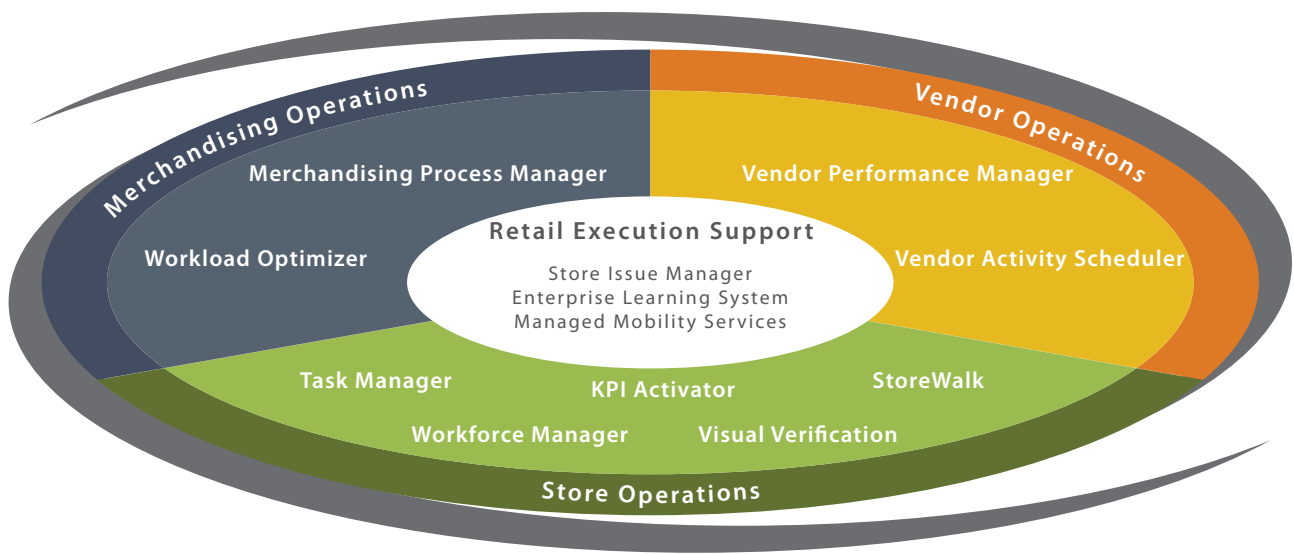 Merchandising Operations
Vendor Operations
Merchandising Process Manager
Vendor Performance Manager
Workload Optimizer
Vendor Activity Scheduler
Retail Execution Support
Store Issue Manager
Enterprise Learning System
Managed Mobility Services
Task Manager
KPI Activator
StoreWalk
Workforce Manager
Visual Verification
Store Operations